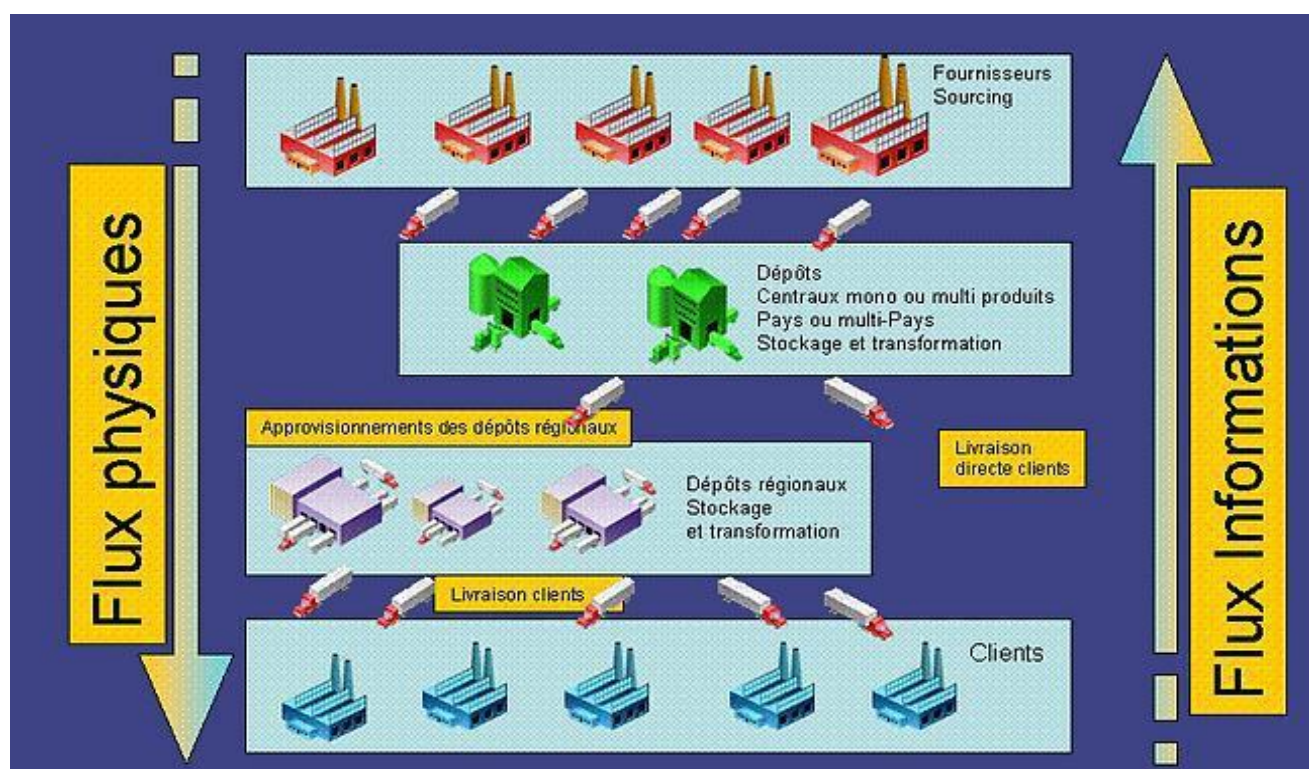 Flux physiques
Fournisseurs
Sourcing
Dépôts
Centraux mono ou multi produits
Pays ou multi-Pays
Stockage et transformation
Approvisionnements des dépôts régionaux
Livraison
directe clients
Dépôts régionaux
Stockage
et transformation
Livraison clients
Clients
Flux Informations